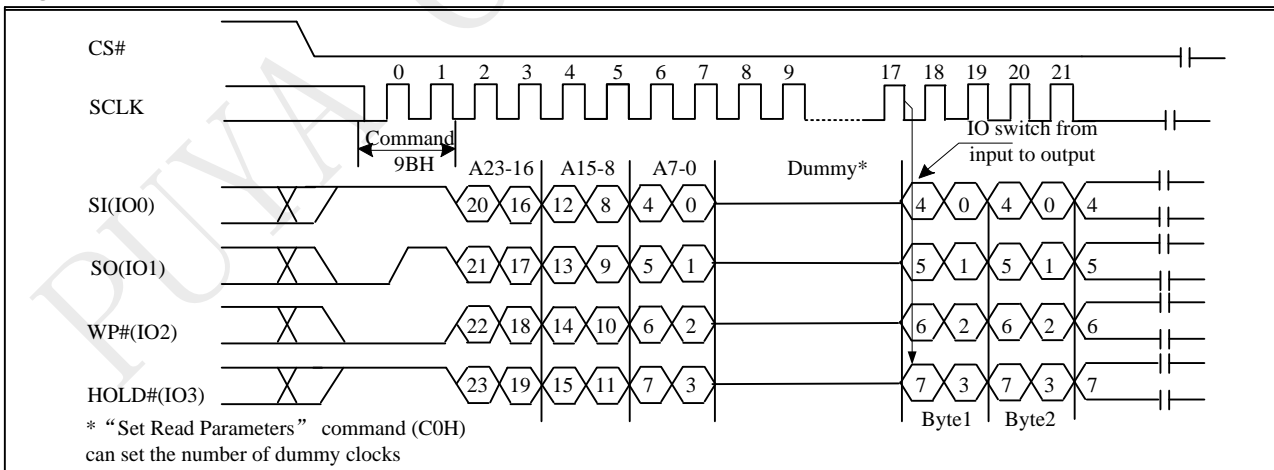 CS#
0 1 2 3 4 5 6 7 8 9 17 18 19 20 21
SCLK
Command
9BH
IO switch from
input to output
A23-16 A15-8 A7-0 Dummy*
SI(IO0) 20 16 12 8 4 0 4 0 4 0 4
SO(IO1) 21 17 13 9 5 1 5 1 5 1 5
WP#(IO2) 22 18 14 10 6 2 6 2 6 2 6
HOLD#(IO3) 23 19 15 11 7 3 7 3 7 3 7
Byte1 Byte2
* “Set Read Parameters” command (C0H)
can set the number of dummy clocks
PUYA